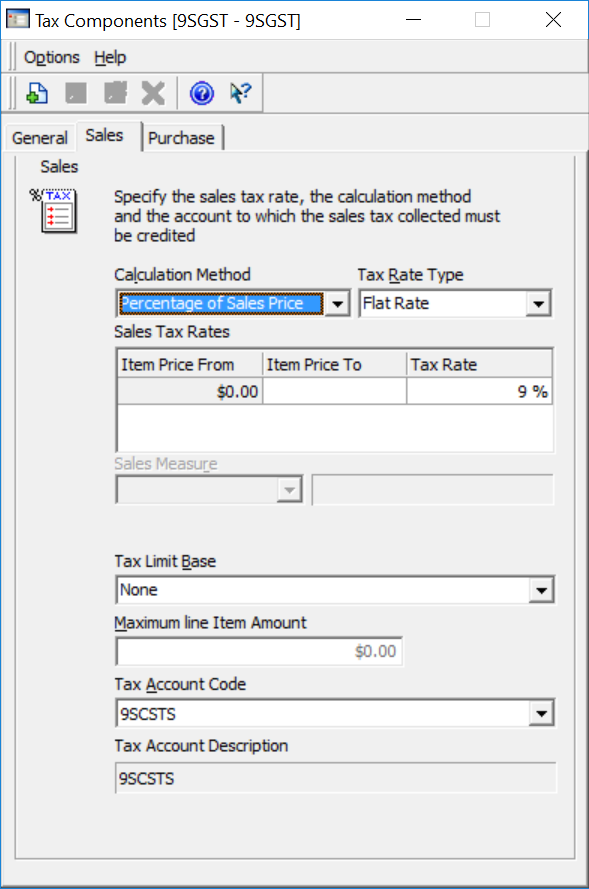 Tax Components [9SGST - 9SGST]
Options Help
General Sales Purchase
Sales
% TAX
Specify the sales tax rate, the calculation method
and the account to which the sales tax collected must
be credited
Calculation Method Tax Rate Type
Percentage of Sales Price Flat Rate
Sales Tax Rates
Item Price From Item Price To Tax Rate
$0.00 9 %
Sales Measure
Tax Limit Base
None
Maximum line Item Amount
$0.00
Tax Account Code
9SCSTS
Tax Account Description
9SCSTS